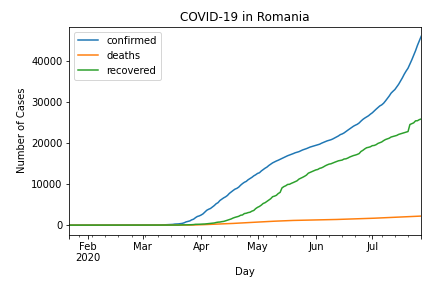 COVID-19 in Romania
confirmed
deaths
recovered
Number of Cases
40000
30000
20000
10000
0
Feb Mar Apr May Jun Jul
2020
Day